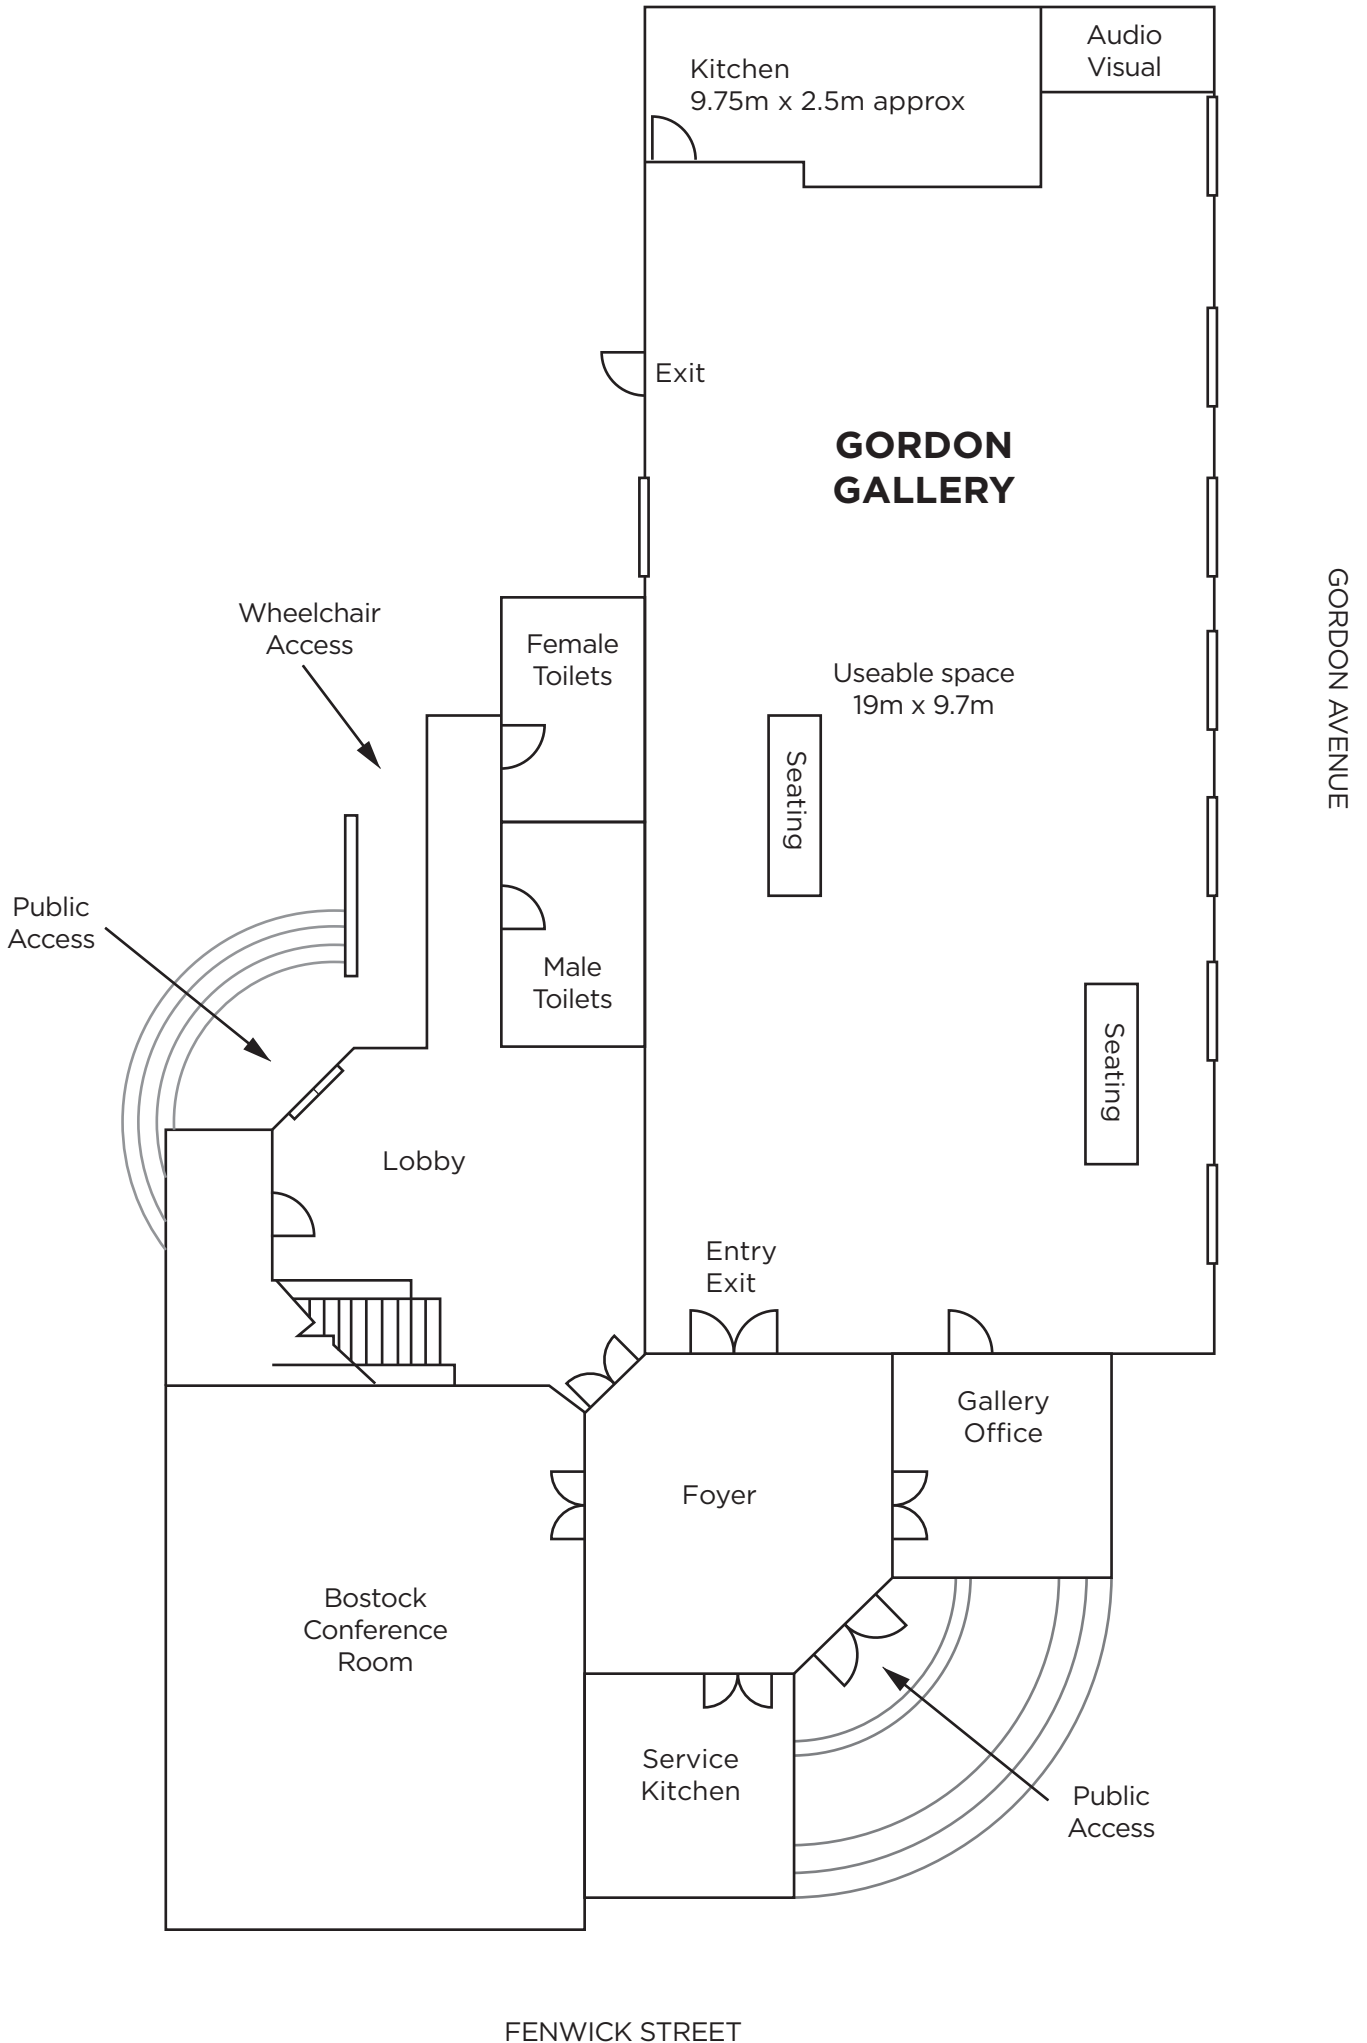 Audio
Visual
Kitchen
9.75m x 2.5m approx
Exit
GORDON
GALLERY
GORDON AVENUE
Wheelchair
Access
Female
Toilets
Useable space
19m x 9.7m
Seating
Public
Access
Male
Toilets
Seating
Lobby
Entry
Exit
Gallery
Office
Foyer
Bostock
Conference
Room
Service
Kitchen
Public
Access
FENWICK STREET